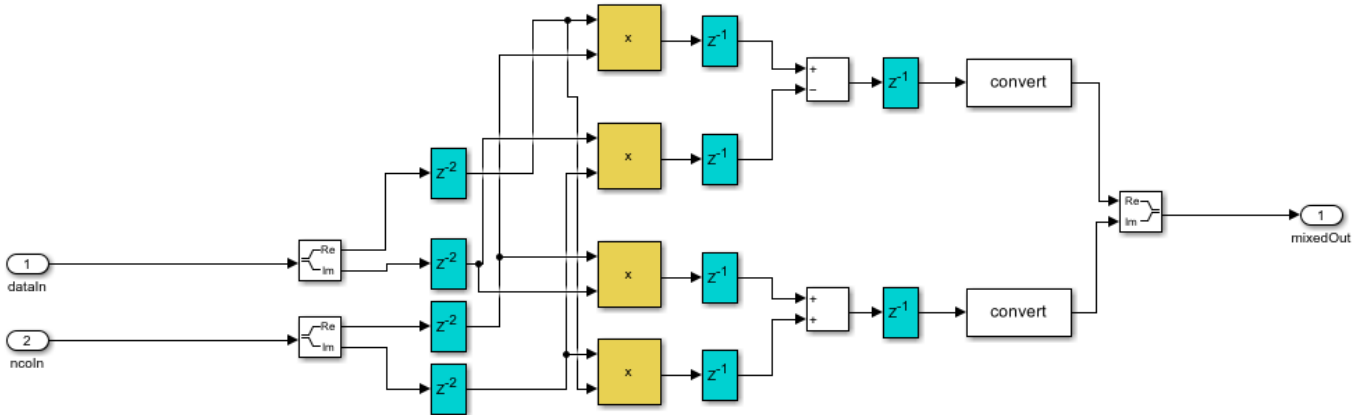 x
z⁻¹
+
−
z⁻¹
convert
z⁻²
x
z⁻¹
Re
Im
1
dataIn
Re
Im
z⁻²
x
z⁻¹
Re
Im
1
mixedOut
2
ncoIn
Re
Im
z⁻²
z⁻²
+
+
z⁻¹
convert
x
z⁻¹